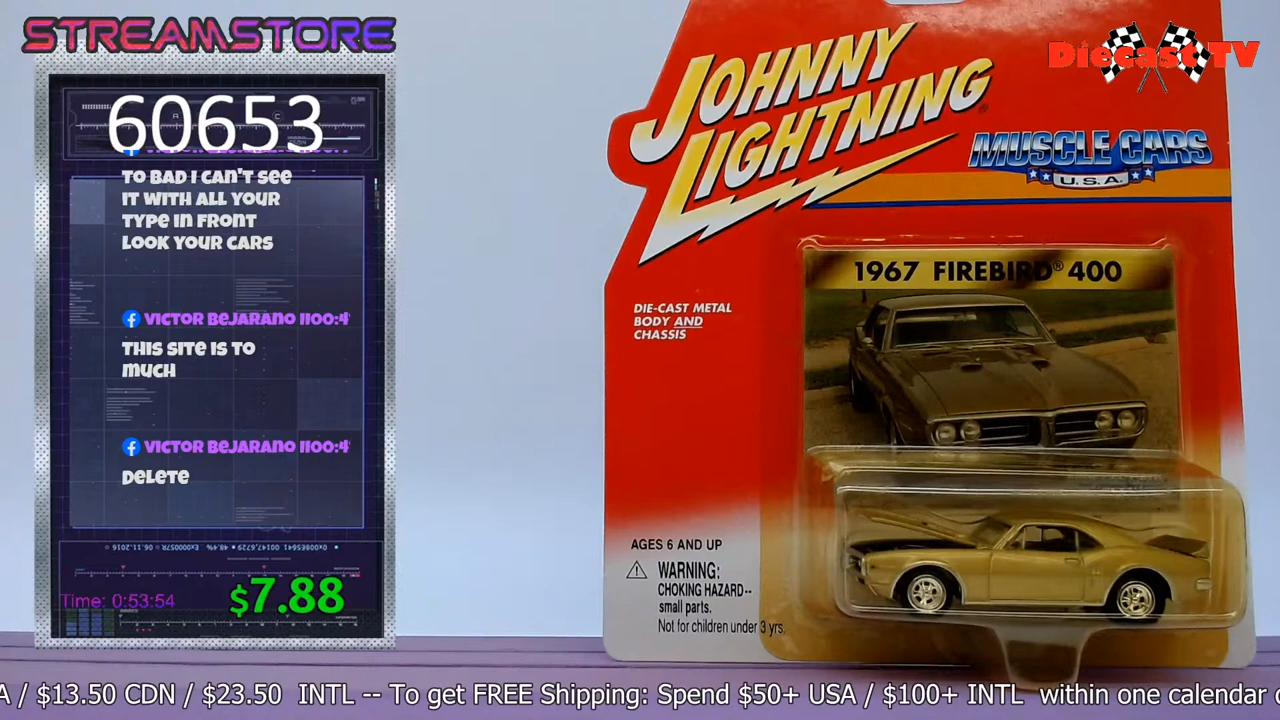 STREAMSTORE
60653
TO BAD I CAN'T SEE
IT WITH ALL YOUR
TYPE IN FRONT
LOOK YOUR CARS
VICTOR BEJARANO 1100:4
THIS SITE IS TO
MUCH
VICTOR BEJARANO 1100:4
DELETE
Time: 0:53:54
$7.88
Diecast TV
JOHNNY
LIGHTNING
MUSCLE CARS
U.S.A.
1967 FIREBIRD® 400
DIE-CAST METAL
BODY AND
CHASSIS
AGES 6 AND UP
WARNING:
CHOKING HAZARD--
small parts.
Not for children under 3 yrs.
/ $13.50 CDN / $23.50 INTL -- To get FREE Shipping: Spend $50+ USA / $100+ INTL within one calendar